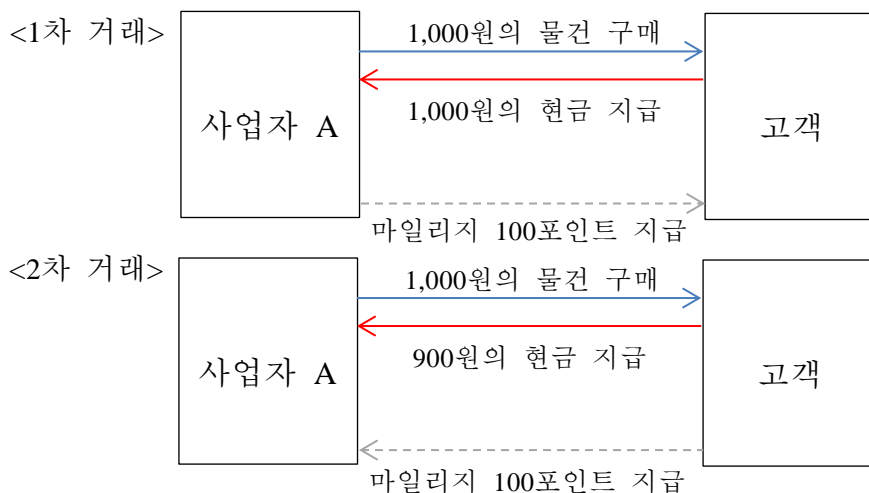 <1차 거래>
1,000원의 물건 구매
1,000원의 현금 지급
사업자 A
고객
마일리지 100포인트 지급
<2차 거래>
1,000원의 물건 구매
900원의 현금 지급
사업자 A
고객
마일리지 100포인트 지급